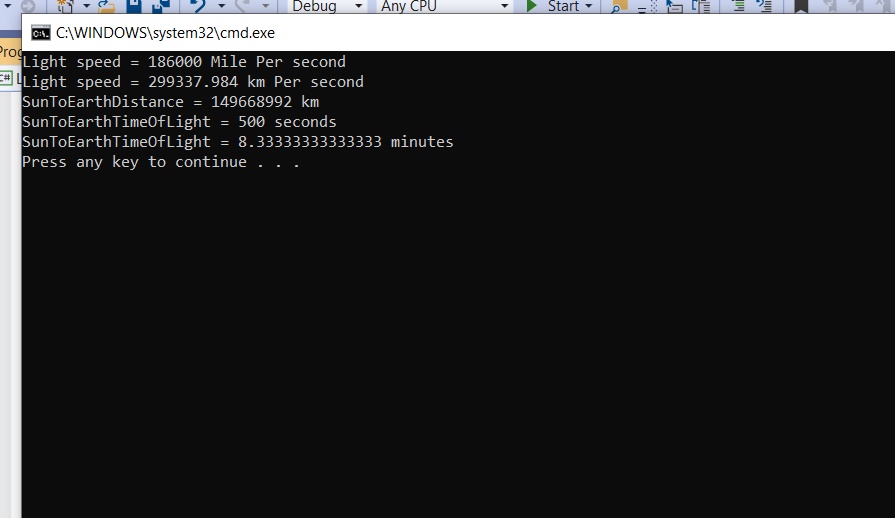 Debug Any CPU Start
C:\WINDOWS\system32\cmd.exe
Proc
Light speed = 186000 Mile Per second
Light speed = 299337.984 km Per second
SunToEarthDistance = 149668992 km
SunToEarthTimeOfLight = 500 seconds
SunToEarthTimeOfLight = 8.33333333333333 minutes
Press any key to continue . . .